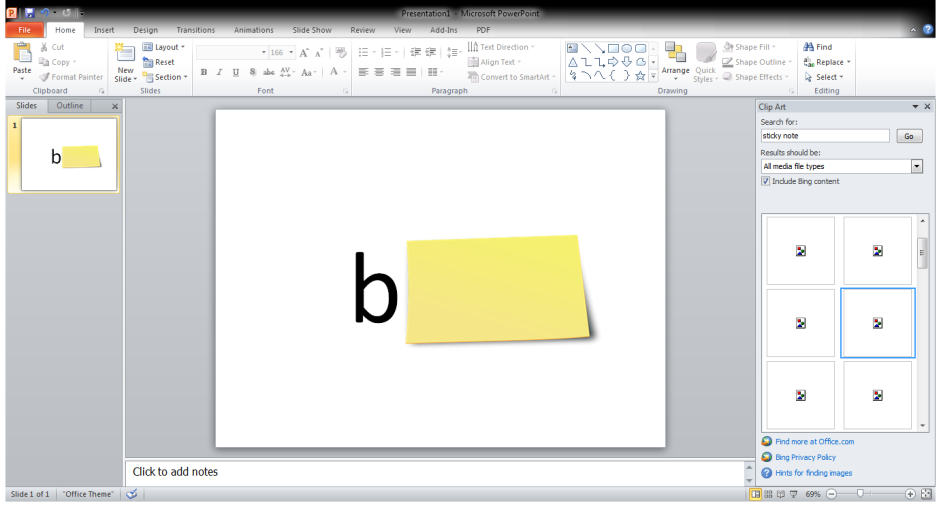 Presentation1 - Microsoft PowerPoint
File Home Insert Design Transitions Animations Slide Show Review View Add-Ins PDF
Paste
Cut
Copy
Format Painter
Clipboard
New Slide
Layout
Reset
Section
Slides
166
B I U S abc AV Aa A
Font
Text Direction
Align Text
Convert to SmartArt
Paragraph
Arrange
Quick Styles
Shape Fill
Shape Outline
Shape Effects
Drawing
Find
Replace
Select
Editing
Slides Outline
1
b
b
Click to add notes
Clip Art
Search for:
sticky note
Go
Results should be:
All media file types
Include Bing content
Find more at Office.com
Bing Privacy Policy
Hints for finding images
Slide 1 of 1 "Office Theme" 69%